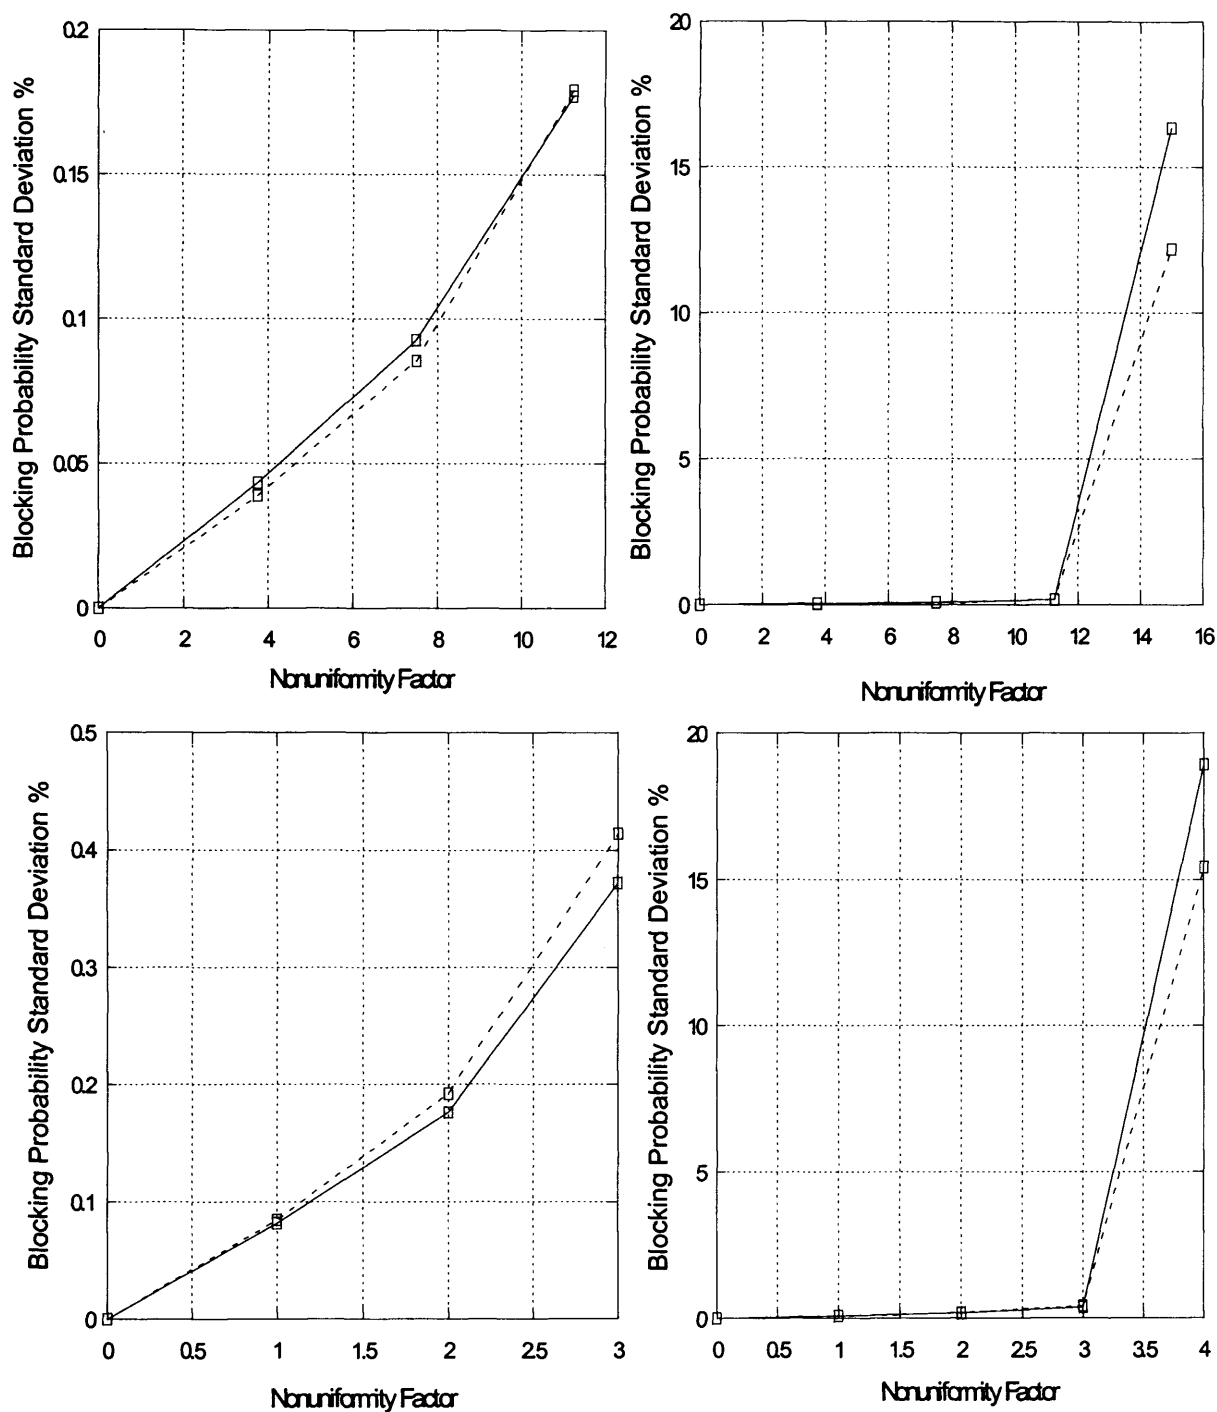 Blocking Probability Standard Deviation %
0.2
0.15
0.1
0.05
0
0 2 4 6 8 10 12
Nonuniformity Factor
Blocking Probability Standard Deviation %
20
15
10
5
0
0 2 4 6 8 10 12 14 16
Nonuniformity Factor
Blocking Probability Standard Deviation %
0.5
0.4
0.3
0.2
0.1
0
0 0.5 1 1.5 2 2.5 3
Nonuniformity Factor
Blocking Probability Standard Deviation %
20
15
10
5
0
0 0.5 1 1.5 2 2.5 3 3.5 4
Nonuniformity Factor